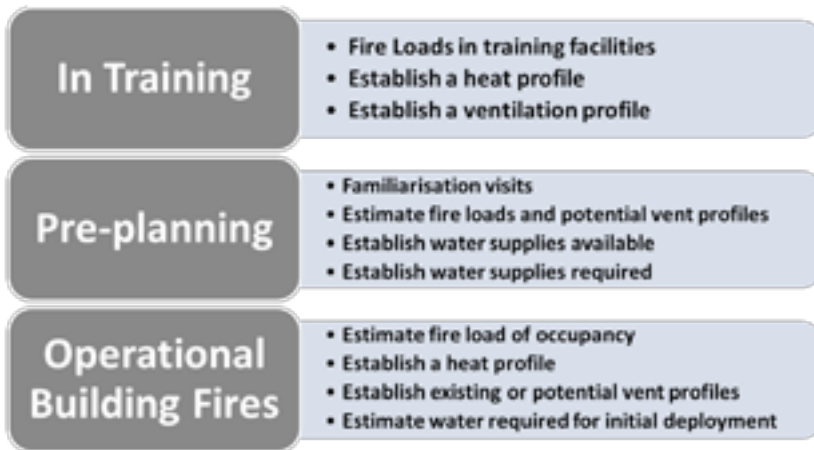 In Training
• Fire Loads in training facilities
• Establish a heat profile
• Establish a ventilation profile
Pre-planning
• Familiarisation visits
• Estimate fire loads and potential vent profiles
• Establish water supplies available
• Establish water supplies required
Operational
Building Fires
• Estimate fire load of occupancy
• Establish a heat profile
• Establish existing or potential vent profiles
• Estimate water required for initial deployment